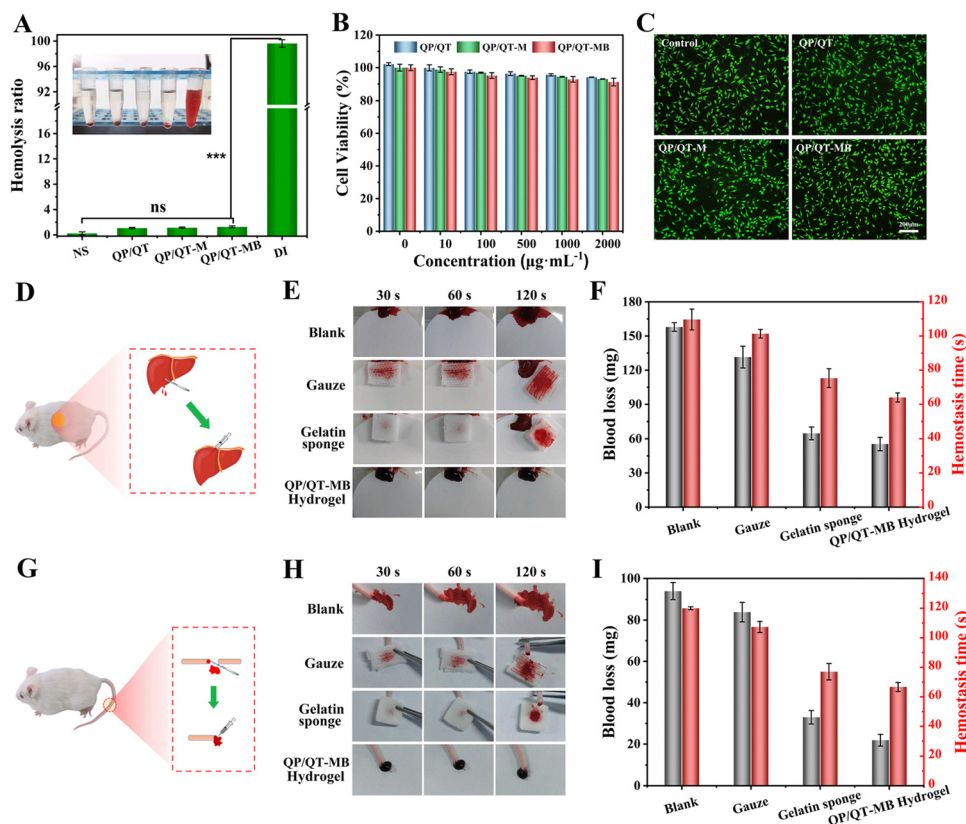 A
Hemolysis ratio
100
96
92
16
12
8
4
0
***
ns
NS
QP/QT
QP/QT-M
QP/QT-MB
DI
B
Cell Viability (%)
120
100
80
60
40
20
0
QP/QT QP/QT-M QP/QT-MB
0 10 100 500 1000 2000
Concentration (μg·mL⁻¹)
C
Control QP/QT
QP/QT-M QP/QT-MB
200μm
D
E
30 s 60 s 120 s
Blank
Gauze
Gelatin
sponge
QP/QT-MB
Hydrogel
F
Blood loss (mg)
180
150
120
90
60
30
0
Blank Gauze Gelatin sponge QP/QT-MB Hydrogel
120
100
80
60
40
20
0
Hemostasis time (s)
G
H
30 s 60 s 120 s
Blank
Gauze
Gelatin
sponge
QP/QT-MB
Hydrogel
I
Blood loss (mg)
100
80
60
40
20
0
Blank Gauze Gelatin sponge QP/QT-MB Hydrogel
140
120
100
80
60
40
20
0
Hemostasis time (s)